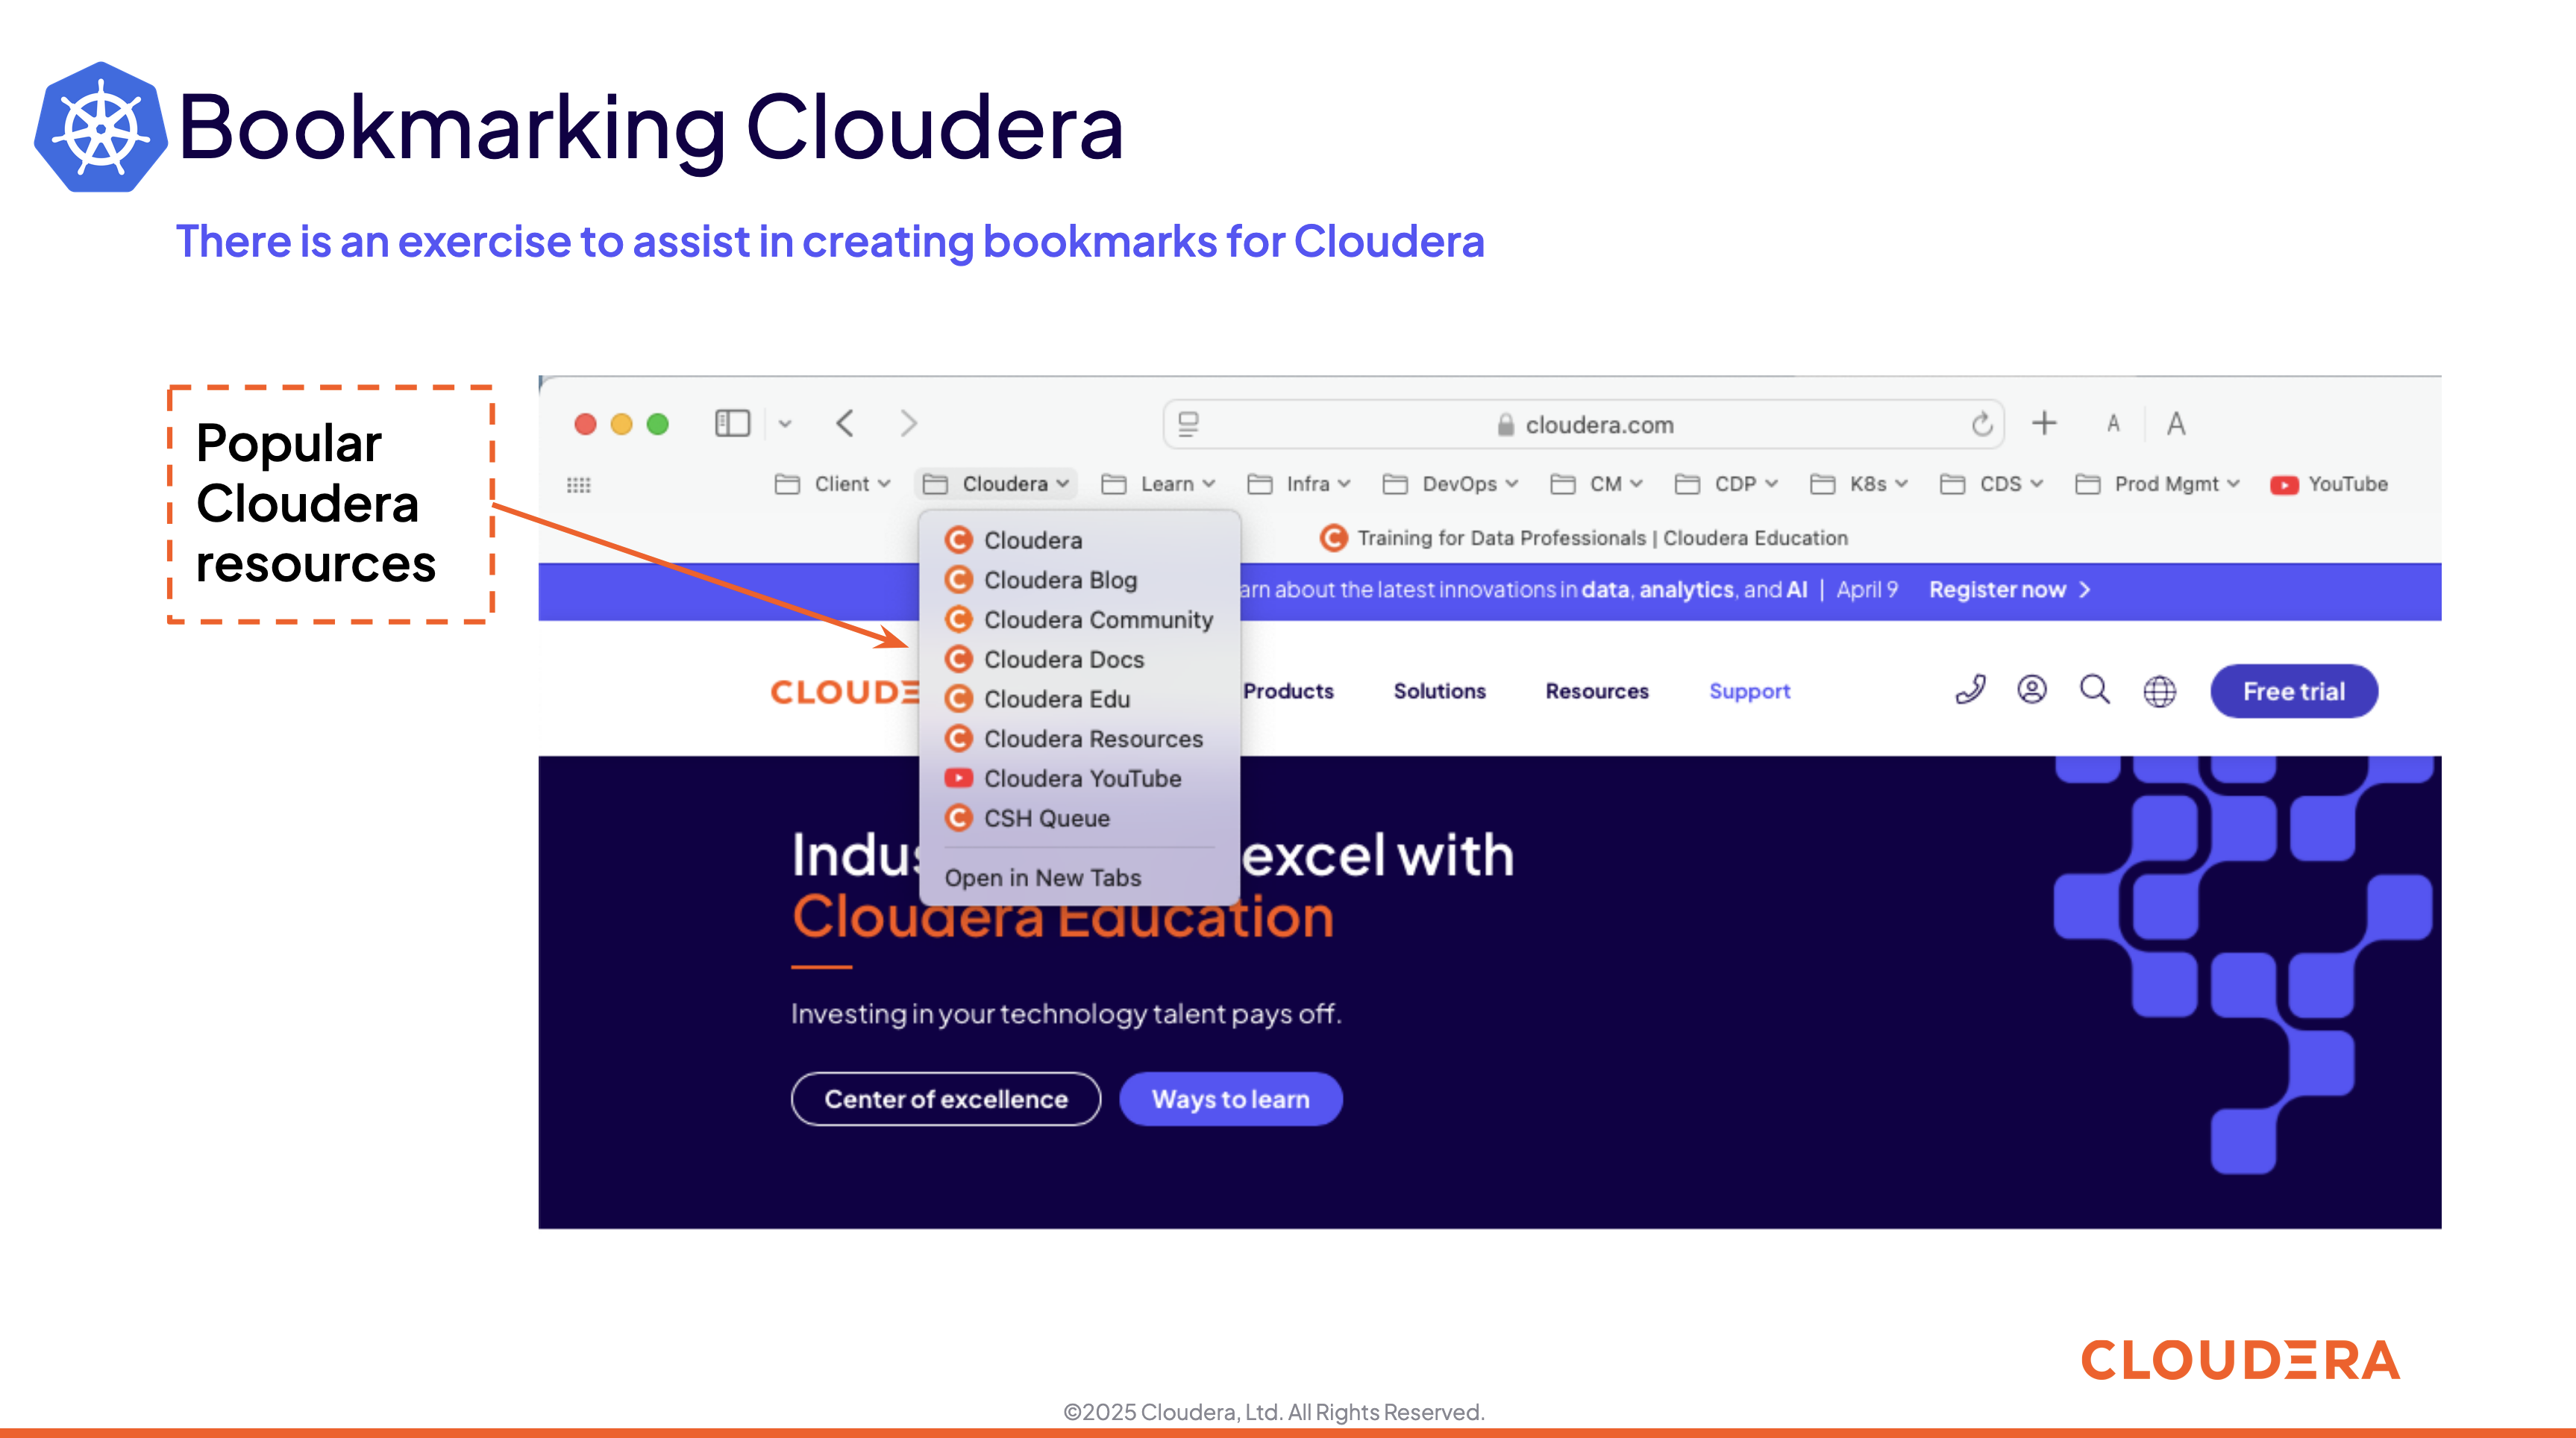 Bookmarking Cloudera
There is an exercise to assist in creating bookmarks for Cloudera
Popular
Cloudera
resources
cloudera.com
A A
Client Cloudera Learn Infra DevOps CM CDP K8s CDS Prod Mgmt YouTube
Training for Data Professionals | Cloudera Education
Cloudera
Cloudera Blog
Cloudera Community
Cloudera Docs
Cloudera Edu
Cloudera Resources
Cloudera YouTube
CSH Queue
Open in New Tabs
about the latest innovations in data, analytics, and AI | April 9 Register now
Products Solutions Resources Support Free trial
excel with
Cloudera Education
Investing in your technology talent pays off.
Center of excellence Ways to learn
CLOUDERA
©2025 Cloudera, Ltd. All Rights Reserved.